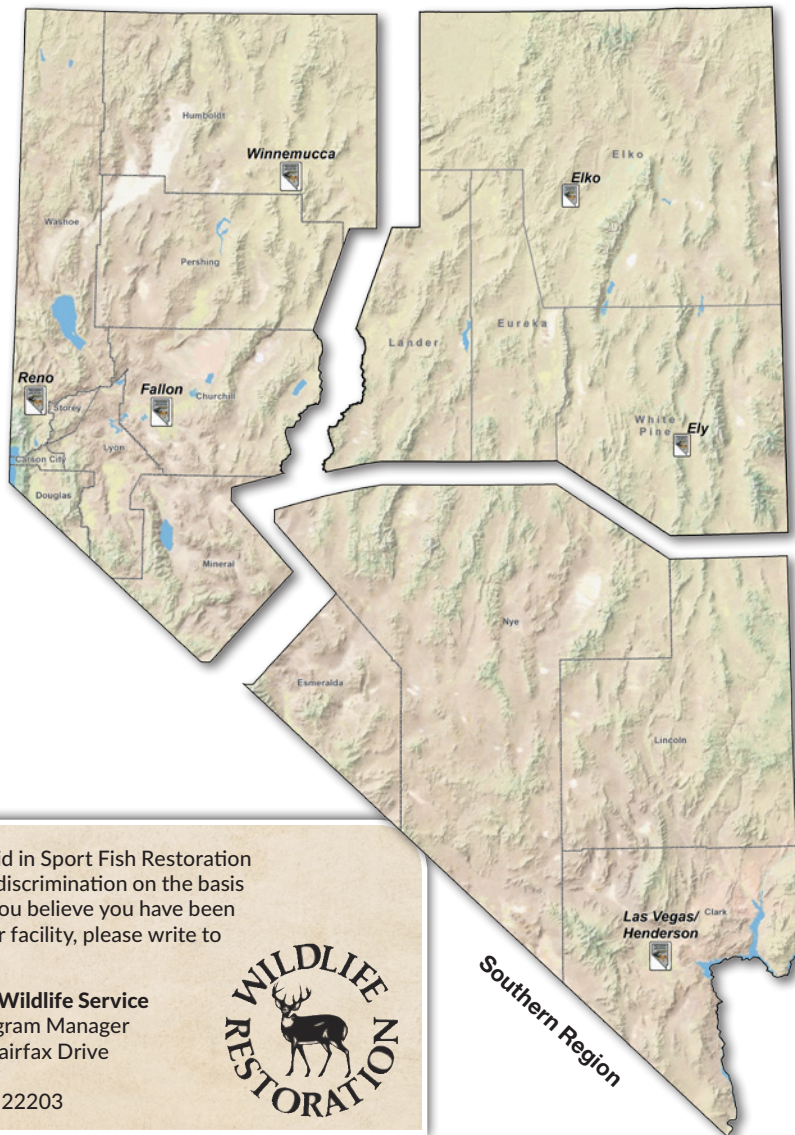 Humboldt
Winnemucca
Elko
Elko
Washoe
Pershing
Lander
Eureka
Reno
Storey
Fallon
Churchill
White
Pine
Ely
Lyon
Carson City
Douglas
Mineral
Nye
Esmeralda
Lincoln
Las Vegas/
Henderson
Clark
Southern Region
id in Sport Fish Restoration
discrimination on the basis
ou believe you have been
r facility, please write to
Wildlife Service
gram Manager
airfax Drive
22203
WILDLIFE
RESTORATION